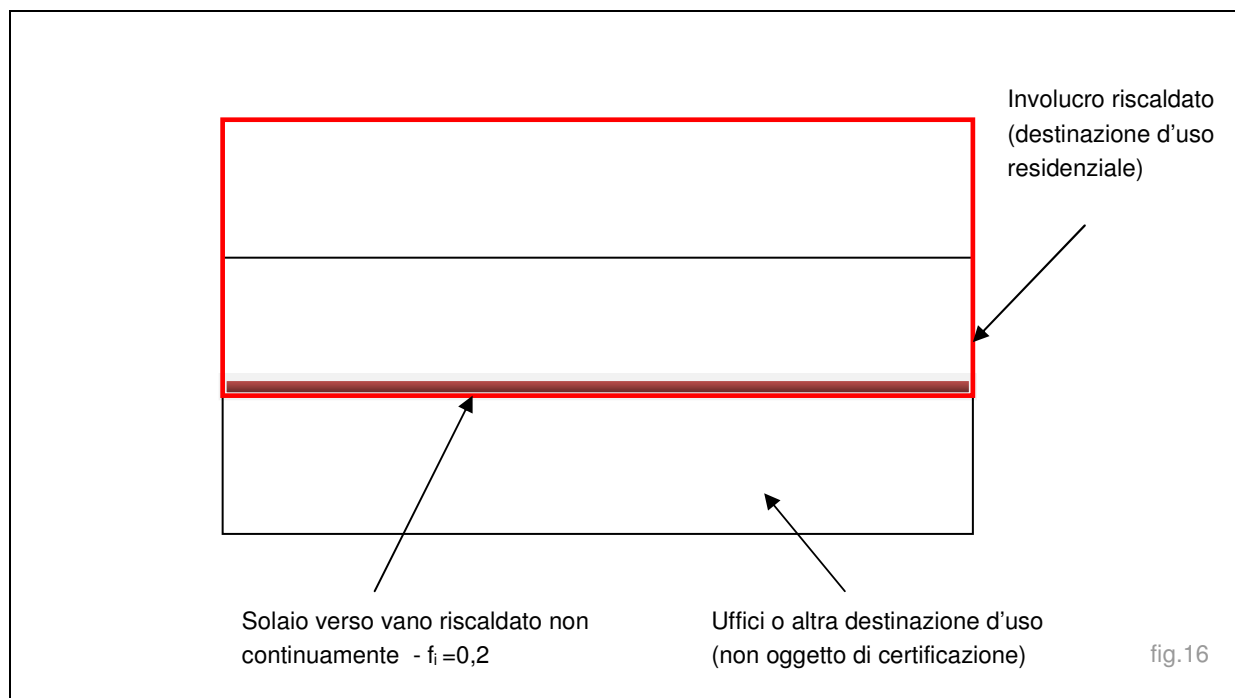 Involucro riscaldato
(destinazione d'uso
residenziale)
Solaio verso vano riscaldato non
continuamente - fi =0,2
Uffici o altra destinazione d'uso
(non oggetto di certificazione)
fig.16